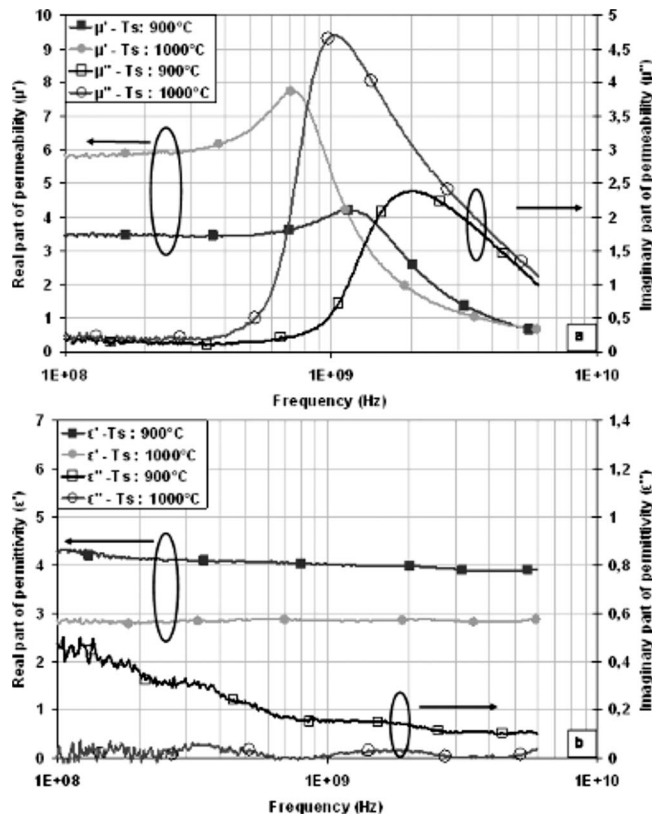 10
9
8
7
6
5
4
3
2
1
0
Real part of permeability (μ')
μ' - Ts: 900°C
μ' - Ts: 1000°C
μ'' - Ts : 900°C
μ'' - Ts : 1000°C
5
4,5
4
3,5
3
2,5
2
1,5
1
0,5
0
Imaginary part of permeability (μ'')
a
1E+08
1E+09
1E+10
Frequency (Hz)
7
6
5
4
3
2
1
0
Real part of permittivity (ε')
ε' -Ts : 900°C
ε' - Ts : 1000°C
ε'' - Ts : 900°C
ε'' - Ts : 1000°C
1,4
1,2
1
0,8
0,6
0,4
0,2
0
Imaginary part of permittivity (ε'')
b
1E+08
1E+09
1E+10
Frequency (Hz)